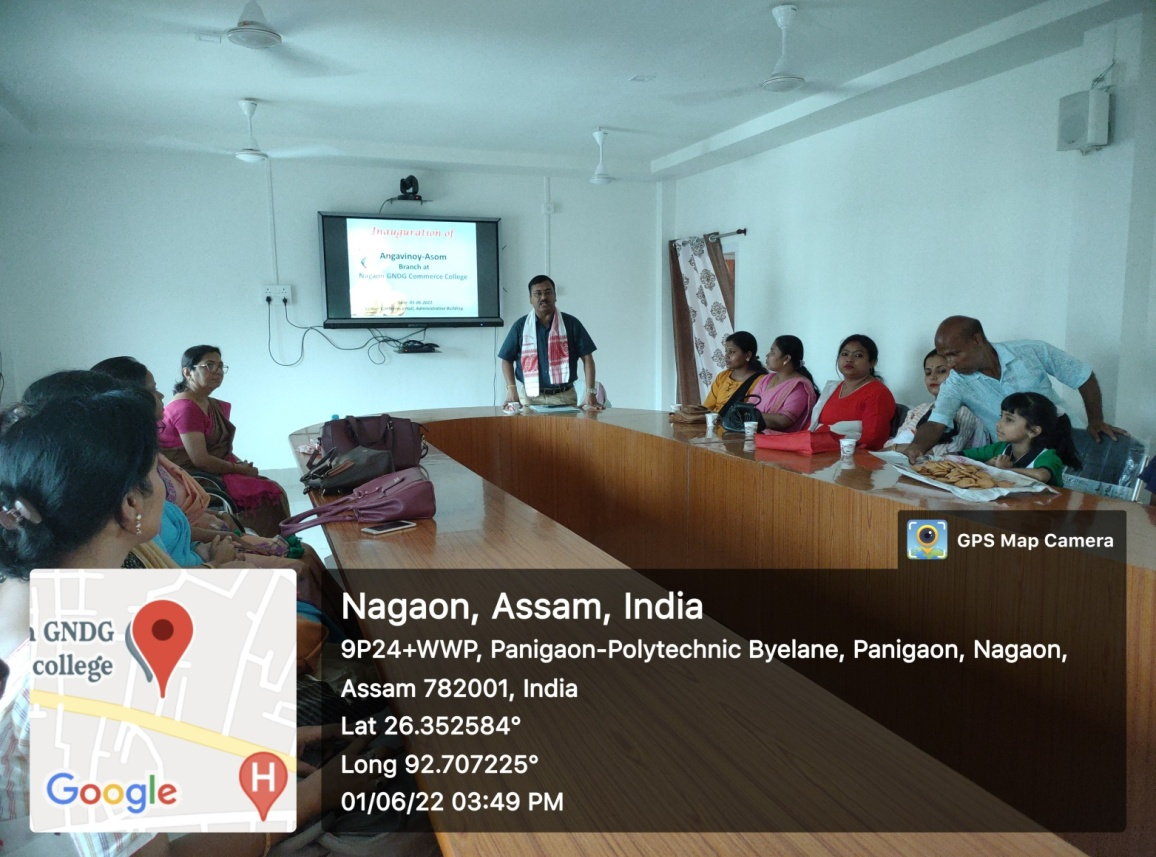 Inauguration of
Angavinoy-Asom
Branch at
Nagaon GNDG Commerce College
Administrative Building
GPS Map Camera
Nagaon, Assam, India
9P24+WWP, Panigaon-Polytechnic Byelane, Panigaon, Nagaon,
Assam 782001, India
Lat 26.352584°
Long 92.707225°
01/06/22 03:49 PM
GNDG
college
Google
H